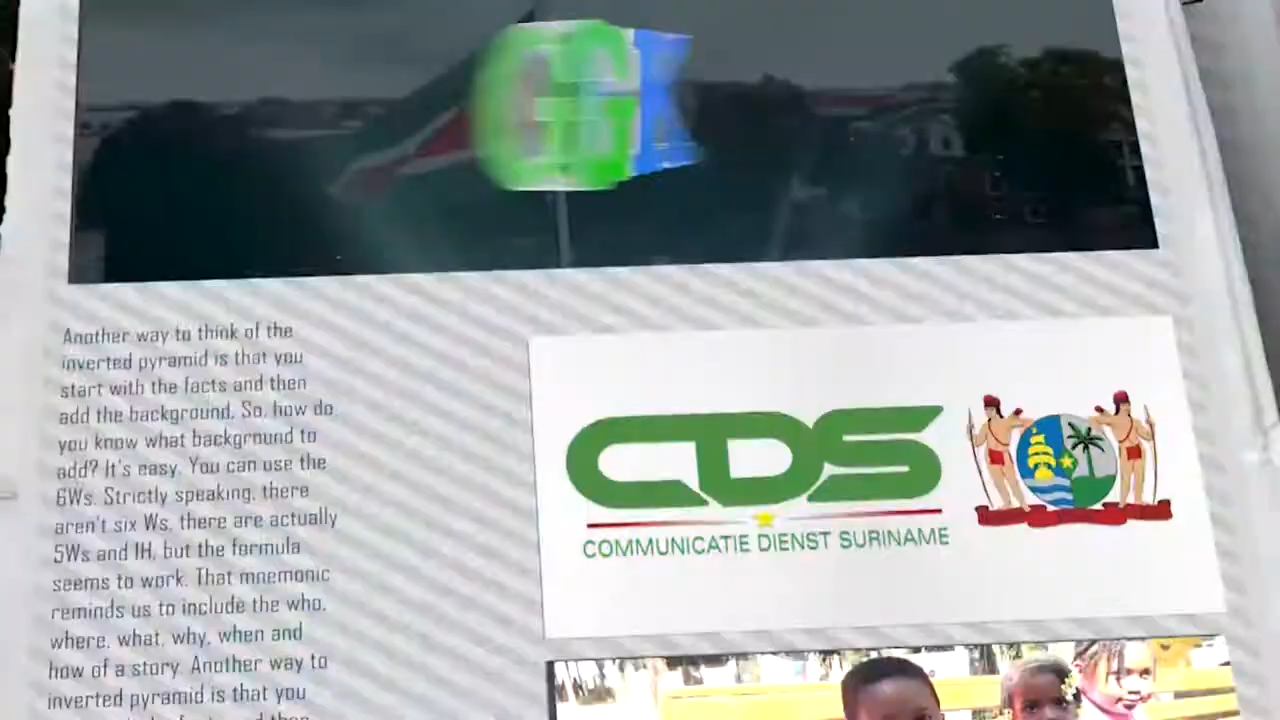 GGK
Another way to think of the
inverted pyramid is that you
start with the facts and then
add the background. So, how do
you know what background to
add? It's easy. You can use the
6Ws. Strictly speaking, there
aren't six Ws, there are actually
5Ws and 1H, but the formula
seems to work. That mnemonic
reminds us to include the who,
where, what, why, when and
how of a story. Another way to
inverted pyramid is that you
CDS
COMMUNICATIE DIENST SURINAME